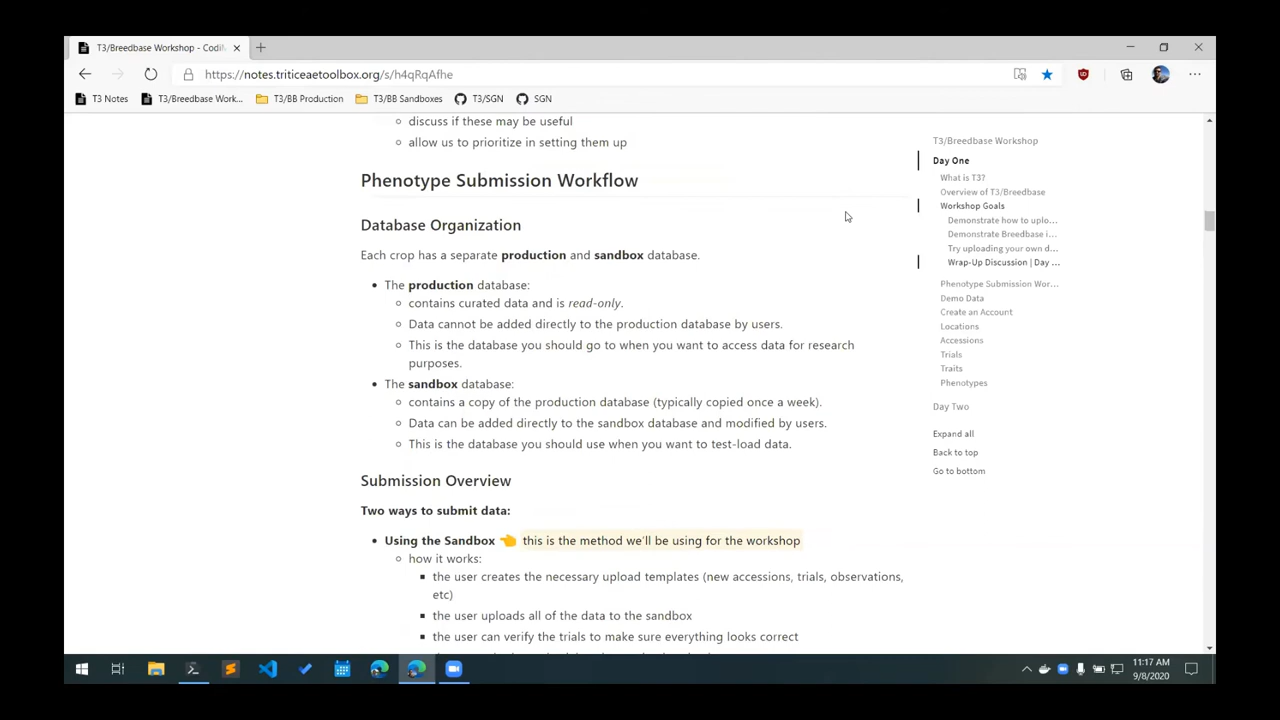 T3/Breedbase Workshop - CodiM
https://notes.triticeaetoolbox.org/s/h4qRqAfhe
T3 Notes
T3/Breedbase Work...
T3/BB Production
T3/BB Sandboxes
T3/SGN
SGN
discuss if these may be useful
allow us to prioritize in setting them up
Phenotype Submission Workflow
Database Organization
Each crop has a separate production and sandbox database.
The production database:
contains curated data and is read-only.
Data cannot be added directly to the production database by users.
This is the database you should go to when you want to access data for research
purposes.
The sandbox database:
contains a copy of the production database (typically copied once a week).
Data can be added directly to the sandbox database and modified by users.
This is the database you should use when you want to test-load data.
Submission Overview
Two ways to submit data:
Using the Sandbox 👈 this is the method we'll be using for the workshop
how it works:
the user creates the necessary upload templates (new accessions, trials, observations,
etc)
the user uploads all of the data to the sandbox
the user can verify the trials to make sure everything looks correct
T3/Breedbase Workshop
Day One
What is T3?
Overview of T3/Breedbase
Workshop Goals
Demonstrate how to uplo...
Demonstrate Breedbase i...
Try uploading your own d...
Wrap-Up Discussion | Day ...
Phenotype Submission Wor...
Demo Data
Create an Account
Locations
Accessions
Trials
Traits
Phenotypes
Day Two
Expand all
Back to top
Go to bottom
11:17 AM
9/8/2020